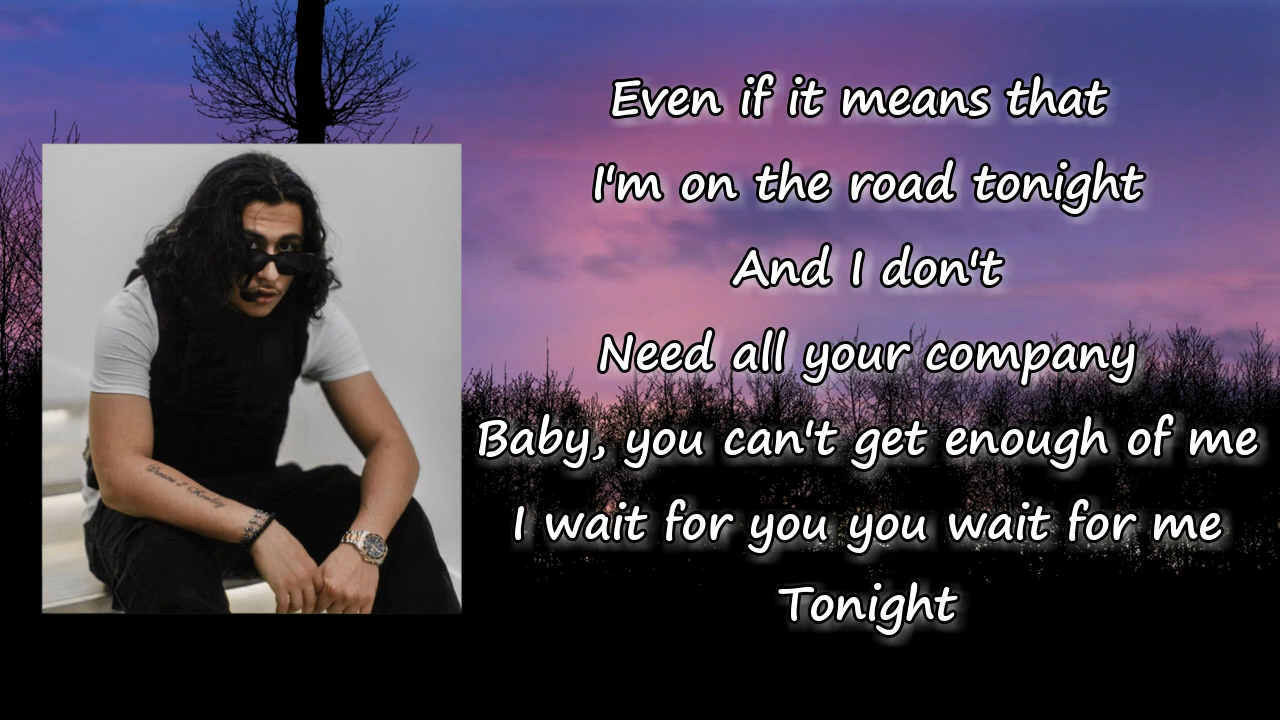 Even if it means that
I'm on the road tonight
And I don't
Need all your company
Baby, you can't get enough of me
I wait for you you wait for me
Tonight